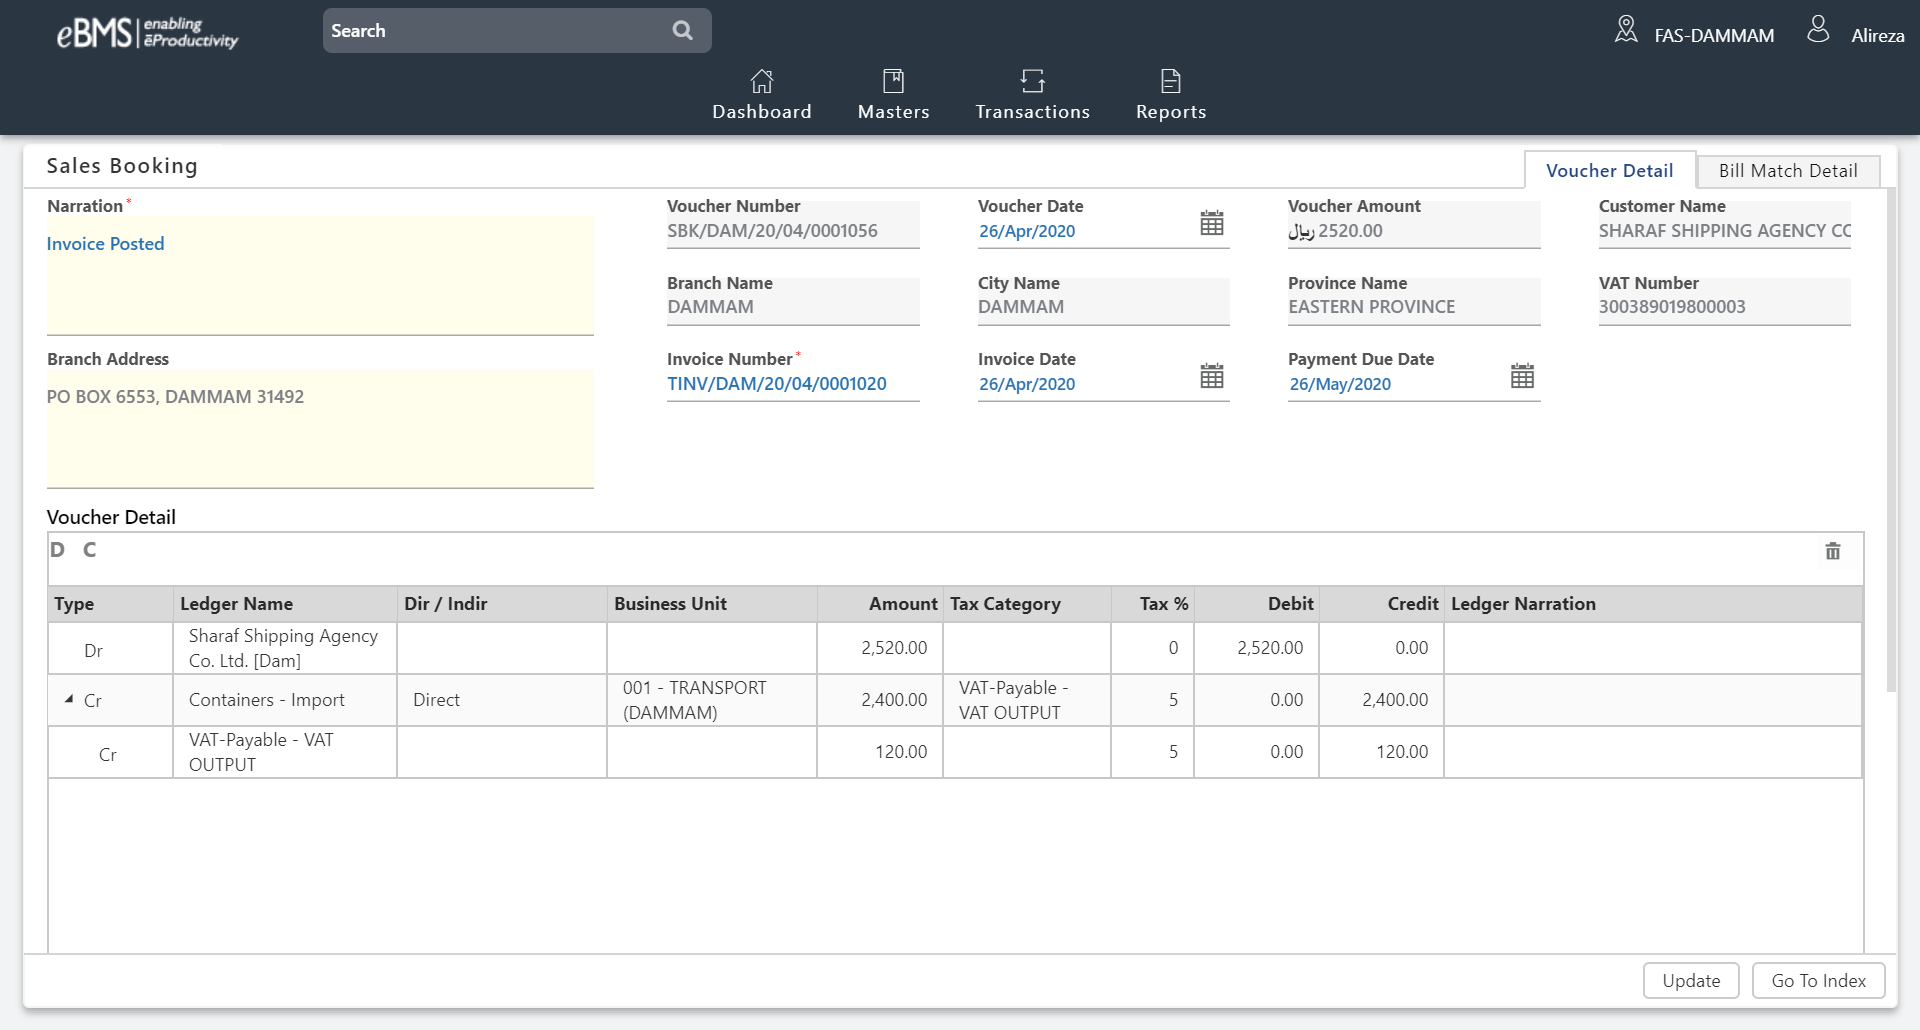 eBMS enabling
eProductivity
Search
FAS-DAMMAM
Alireza
Dashboard
Masters
Transactions
Reports
Sales Booking
Voucher Detail
Bill Match Detail
Narration*
Invoice Posted
Voucher Number
SBK/DAM/20/04/0001056
Voucher Date
26/Apr/2020
Voucher Amount
ریال 2520.00
Customer Name
SHARAF SHIPPING AGENCY CO
Branch Name
DAMMAM
City Name
DAMMAM
Province Name
EASTERN PROVINCE
VAT Number
300389019800003
Branch Address
PO BOX 6553, DAMMAM 31492
Invoice Number*
TINV/DAM/20/04/0001020
Invoice Date
26/Apr/2020
Payment Due Date
26/May/2020
Voucher Detail
D C
Type Ledger Name Dir / Indir Business Unit Amount Tax Category Tax % Debit Credit Ledger Narration
Dr Sharaf Shipping Agency Co. Ltd. [Dam] 2,520.00 0 2,520.00 0.00
Cr Containers - Import Direct 001 - TRANSPORT (DAMMAM) 2,400.00 VAT-Payable - VAT OUTPUT 5 0.00 2,400.00
Cr VAT-Payable - VAT OUTPUT 120.00 5 0.00 120.00
Update
Go To Index